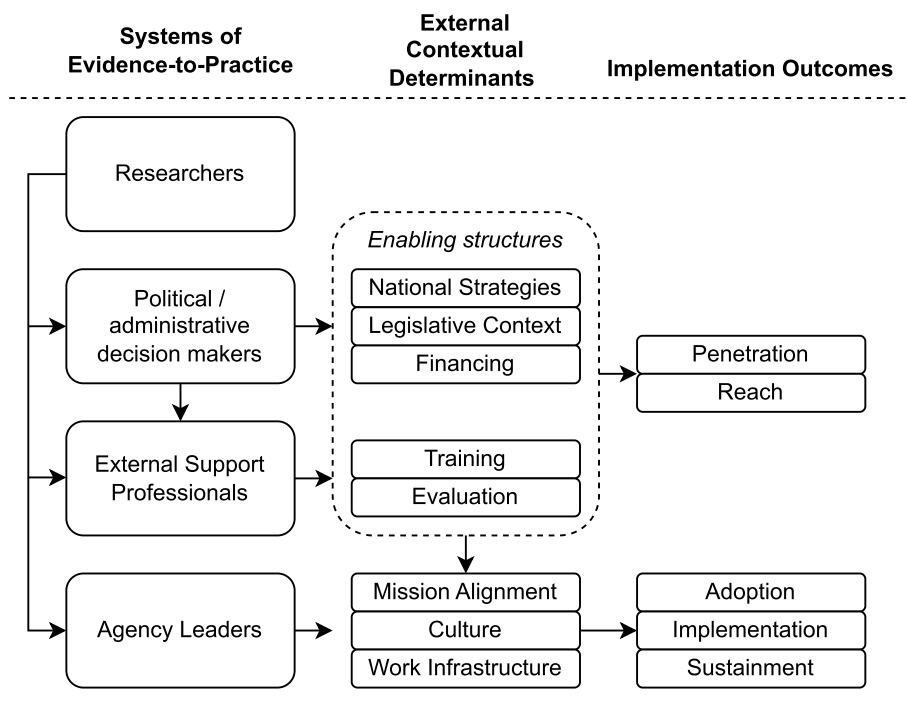 Systems of
Evidence-to-Practice
External
Contextual
Determinants
Implementation Outcomes
Researchers
Political /
administrative
decision makers
External Support
Professionals
Agency Leaders
Enabling structures
National Strategies
Legislative Context
Financing
Training
Evaluation
Mission Alignment
Culture
Work Infrastructure
Penetration
Reach
Adoption
Implementation
Sustainment